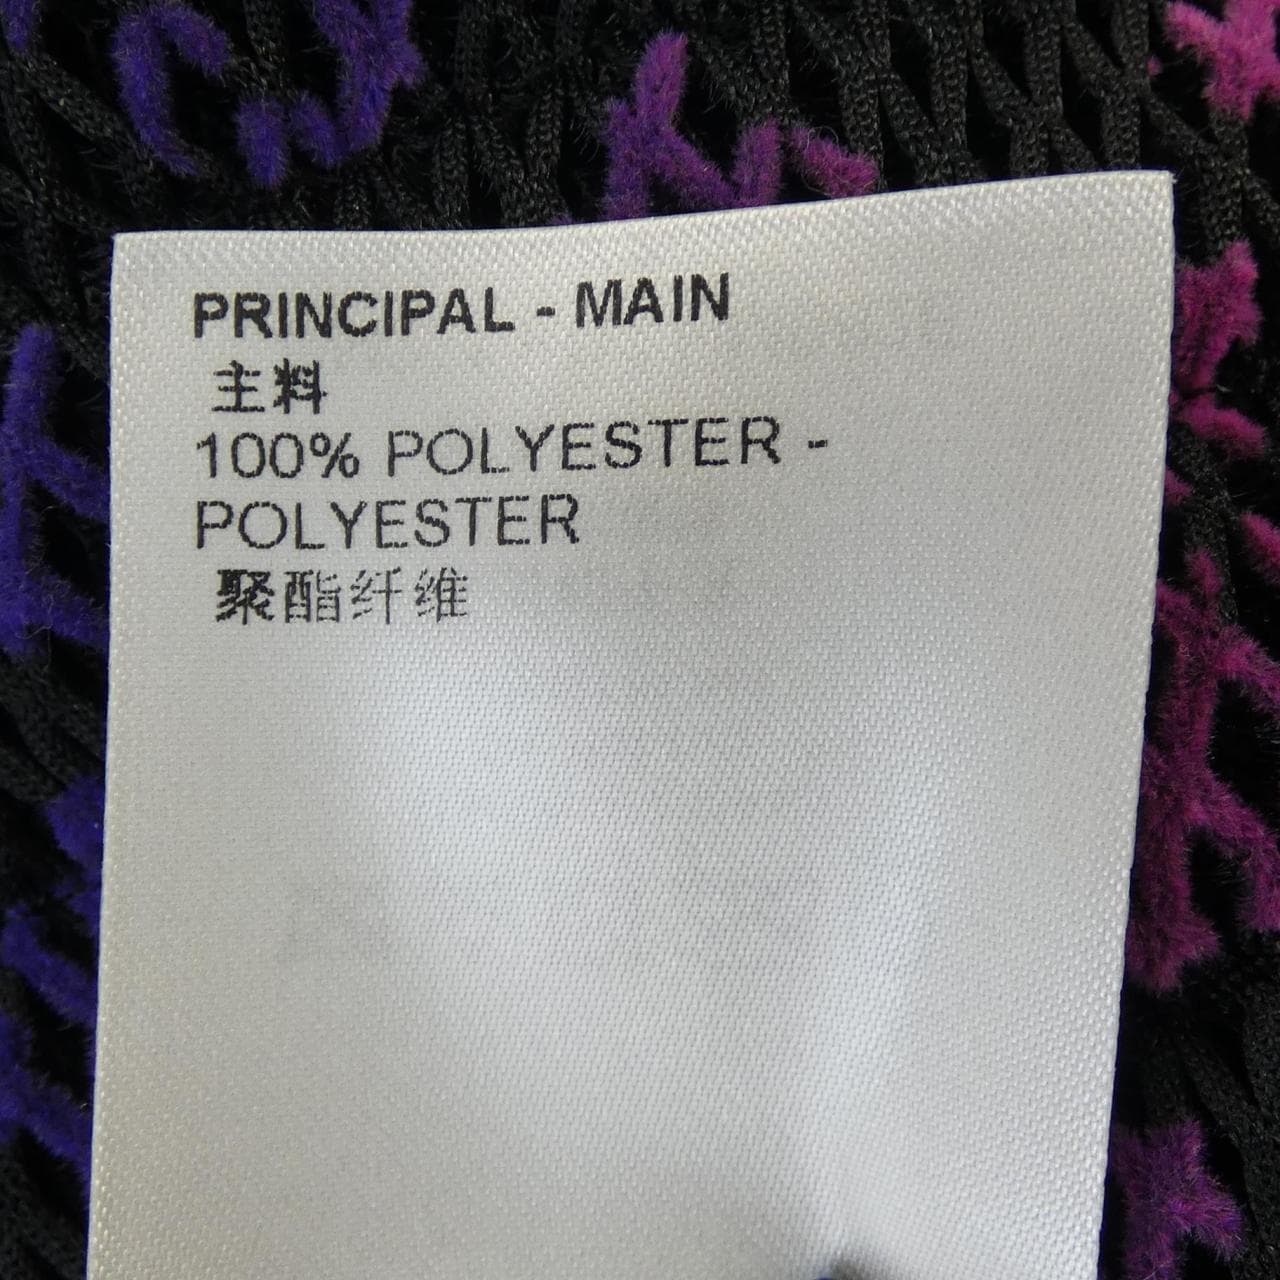 PRINCIPAL - MAIN
主料
100% POLYESTER -
POLYESTER
聚酯纤维